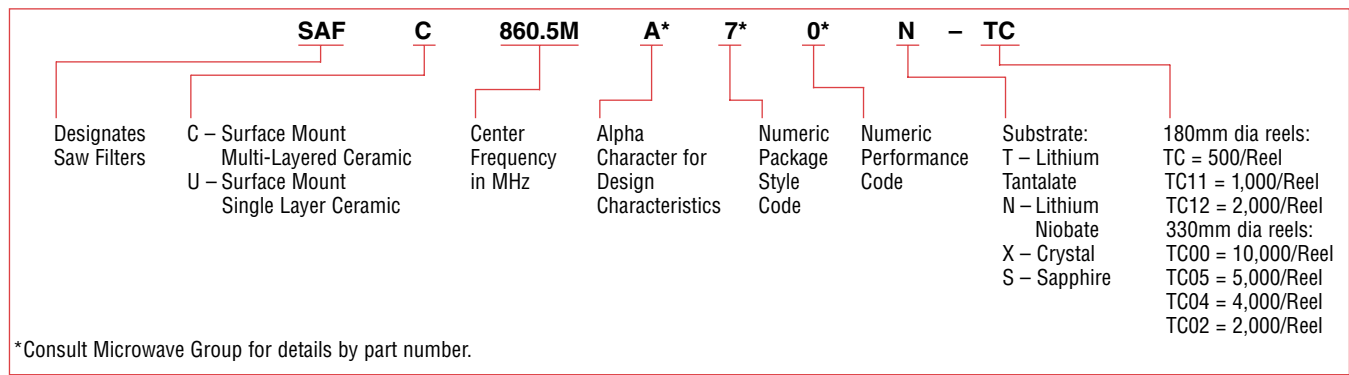 SAF C 860.5M A* 7* 0* N – TC
Designates
Saw Filters
C – Surface Mount
Multi-Layered Ceramic
U – Surface Mount
Single Layer Ceramic
Center
Frequency
in MHz
Alpha
Character for
Design
Characteristics
Numeric
Package
Style
Code
Numeric
Performance
Code
Substrate:
T – Lithium
Tantalate
N – Lithium
Niobate
X – Crystal
S – Sapphire
180mm dia reels:
TC = 500/Reel
TC11 = 1,000/Reel
TC12 = 2,000/Reel
330mm dia reels:
TC00 = 10,000/Reel
TC05 = 5,000/Reel
TC04 = 4,000/Reel
TC02 = 2,000/Reel
*Consult Microwave Group for details by part number.